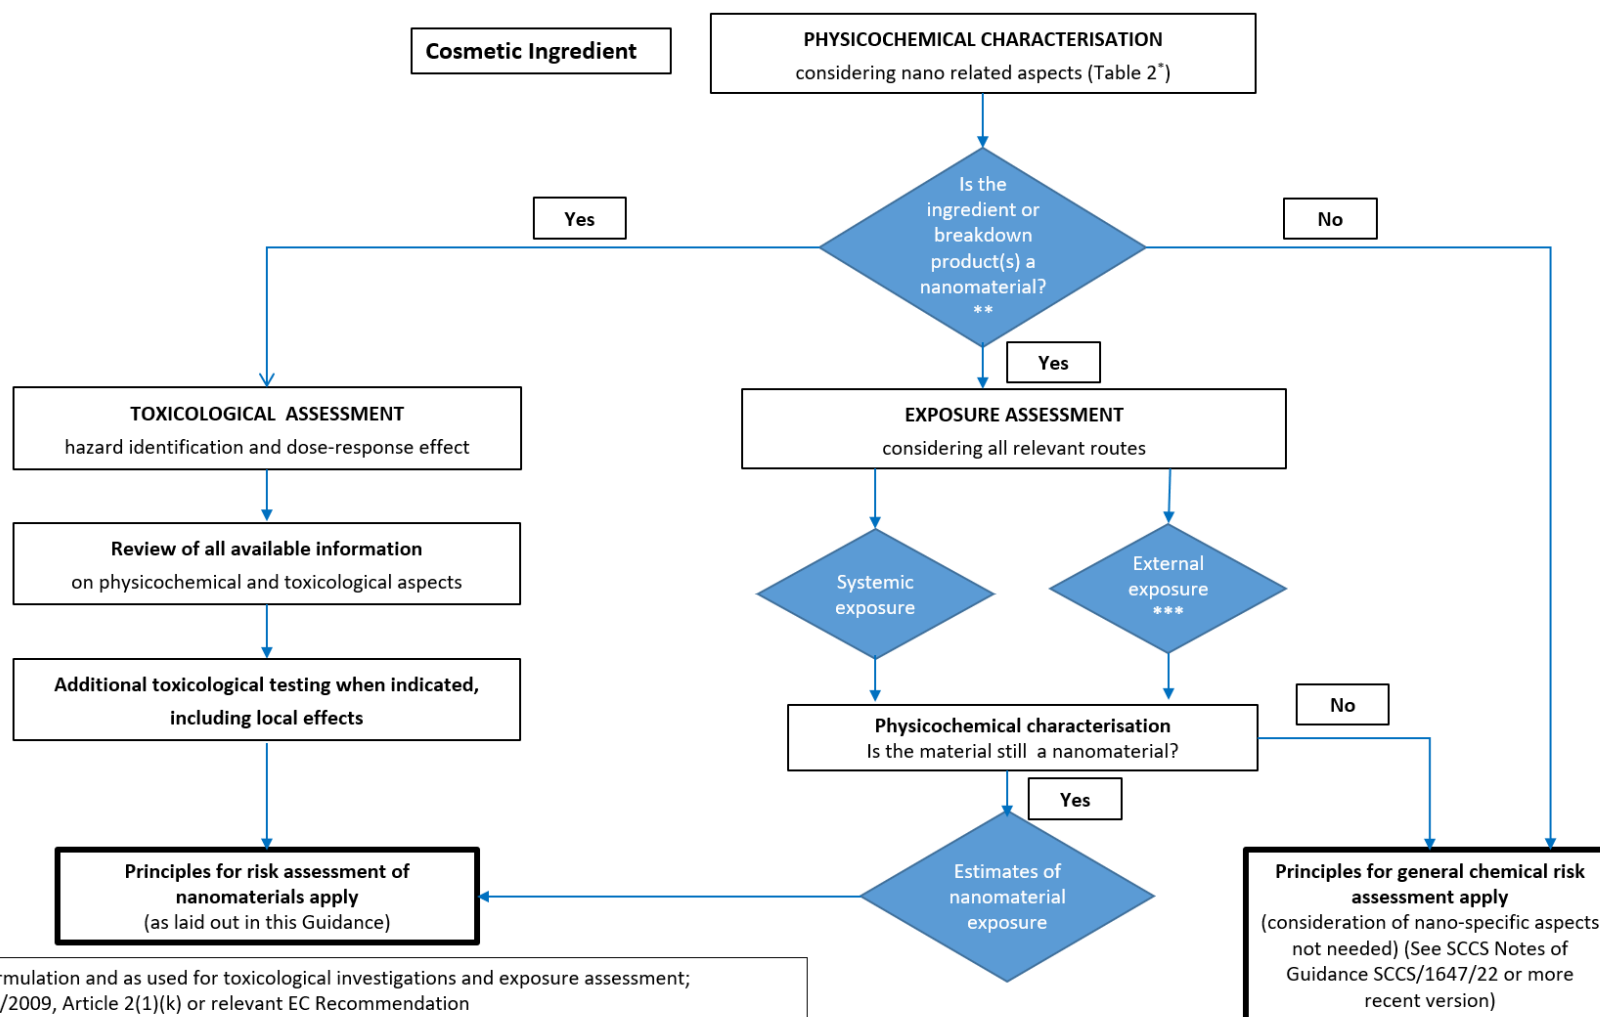 Cosmetic Ingredient
PHYSICOCHEMICAL CHARACTERISATION
considering nano related aspects (Table 2*)
Is the
ingredient or
breakdown
product(s) a
nanomaterial?
**
Yes
No
Yes
TOXICOLOGICAL ASSESSMENT
hazard identification and dose-response effect
EXPOSURE ASSESSMENT
considering all relevant routes
Review of all available information
on physicochemical and toxicological aspects
Systemic
exposure
External
exposure
***
Additional toxicological testing when indicated,
including local effects
Physicochemical characterisation
Is the material still a nanomaterial?
No
Yes
Principles for risk assessment of
nanomaterials apply
(as laid out in this Guidance)
Estimates of
nanomaterial
exposure
Principles for general chemical risk
assessment apply
(consideration of nano-specific aspects
not needed) (See SCCS Notes of
Guidance SCCS/1647/22 or more
recent version)
and as used for toxicological investigations and exposure assessment;
/2009, Article 2(1)(k) or relevant EC Recommendation